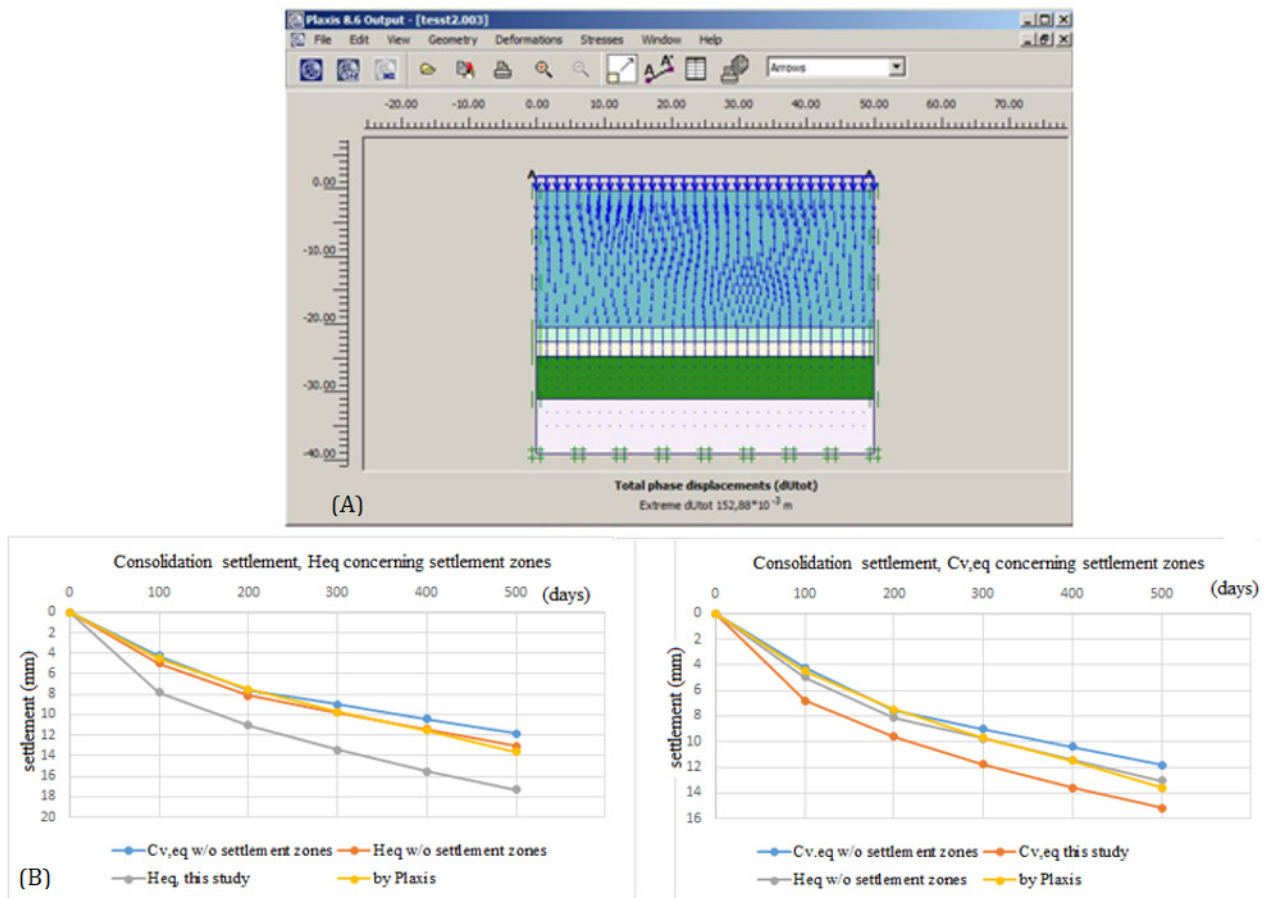 Plaxis 8.6 Output - [tesst2.003]
File Edit View Geometry Deformations Stresses Window Help
A A* Arrows
-20.00 -10.00 0.00 10.00 20.00 30.00 40.00 50.00 60.00 70.00
0.00
-10.00
-20.00
-30.00
-40.00
A A
Total phase displacements (dUtot)
Extreme dUtot 152,88*10 -3 m
(A)
Consolidation settlement, Heq concerning settlement zones
0 100 200 300 400 500 (days)
0
2
4
6
8
10
12
14
16
18
20
settlement (mm)
Cv,eq w/o settlement zones Heq w/o settlement zones
Heq, this study by Plaxis
(B)
Consolidation settlement, Cv,eq concerning settlement zones
0 100 200 300 400 500 (days)
0
2
4
6
8
10
12
14
16
settlement (mm)
Cv.eq w/o settlement zones Cv,eq this study
Heq w/o settlement zones by Plaxis